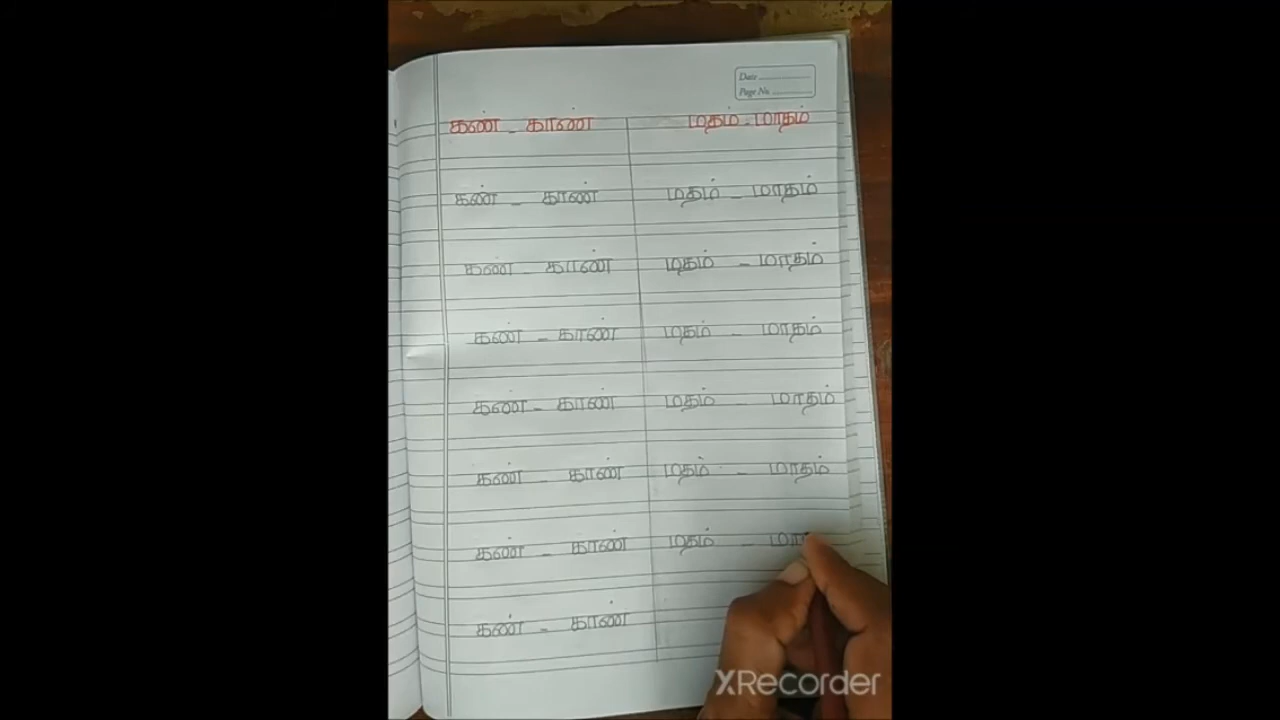 Date
Page No.
கண் - காண் மதம் - மாதம்
கண் - காண் மதம் - மாதம்
கண் - காண் மதம் - மாதம்
கண் - காண் மதம் - மாதம்
கண் - காண் மதம் - மாதம்
கண் - காண் மதம் - மாதம்
கண் - காண் மதம் - மா
கண் - காண்
XRecorder